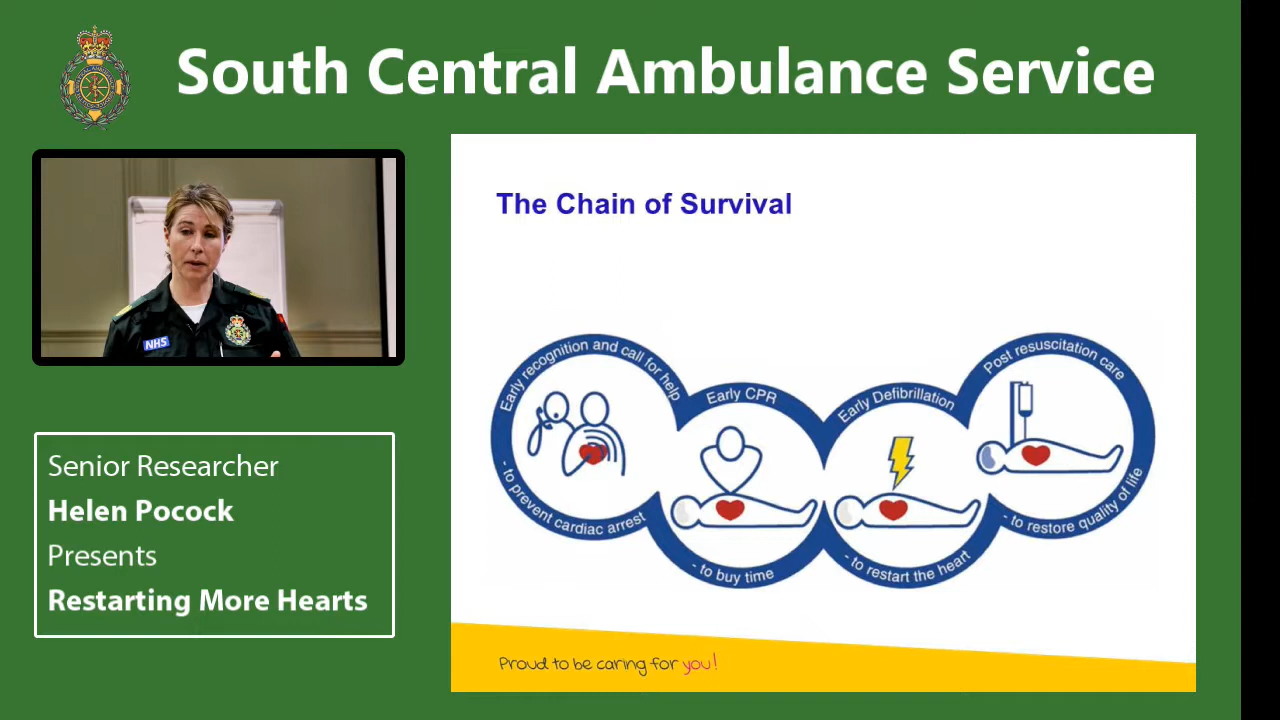 South Central Ambulance Service
NHS
Senior Researcher
Helen Pocock
Presents
Restarting More Hearts
The Chain of Survival
Early recognition and call for help
- to prevent cardiac arrest
Early CPR
- to buy time
Early Defibrillation
- to restart the heart
Post resuscitation care
- to restore quality of life
Proud to be caring for you!